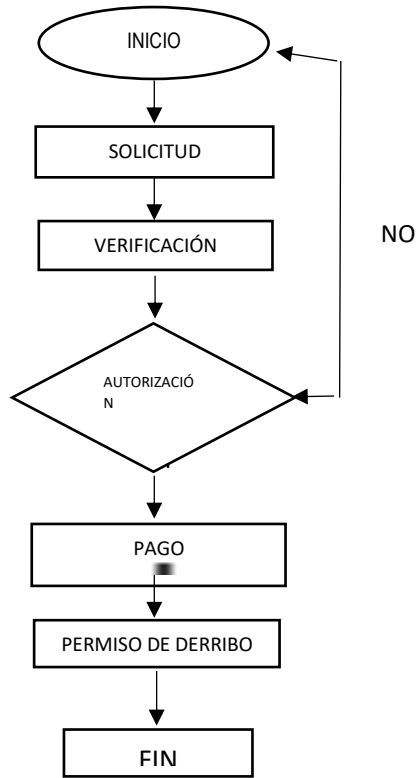 INICIO
SOLICITUD
NO
VERIFICACIÓN
AUTORIZACIÓ
N
PAGO
PERMISO DE DERRIBO
FIN